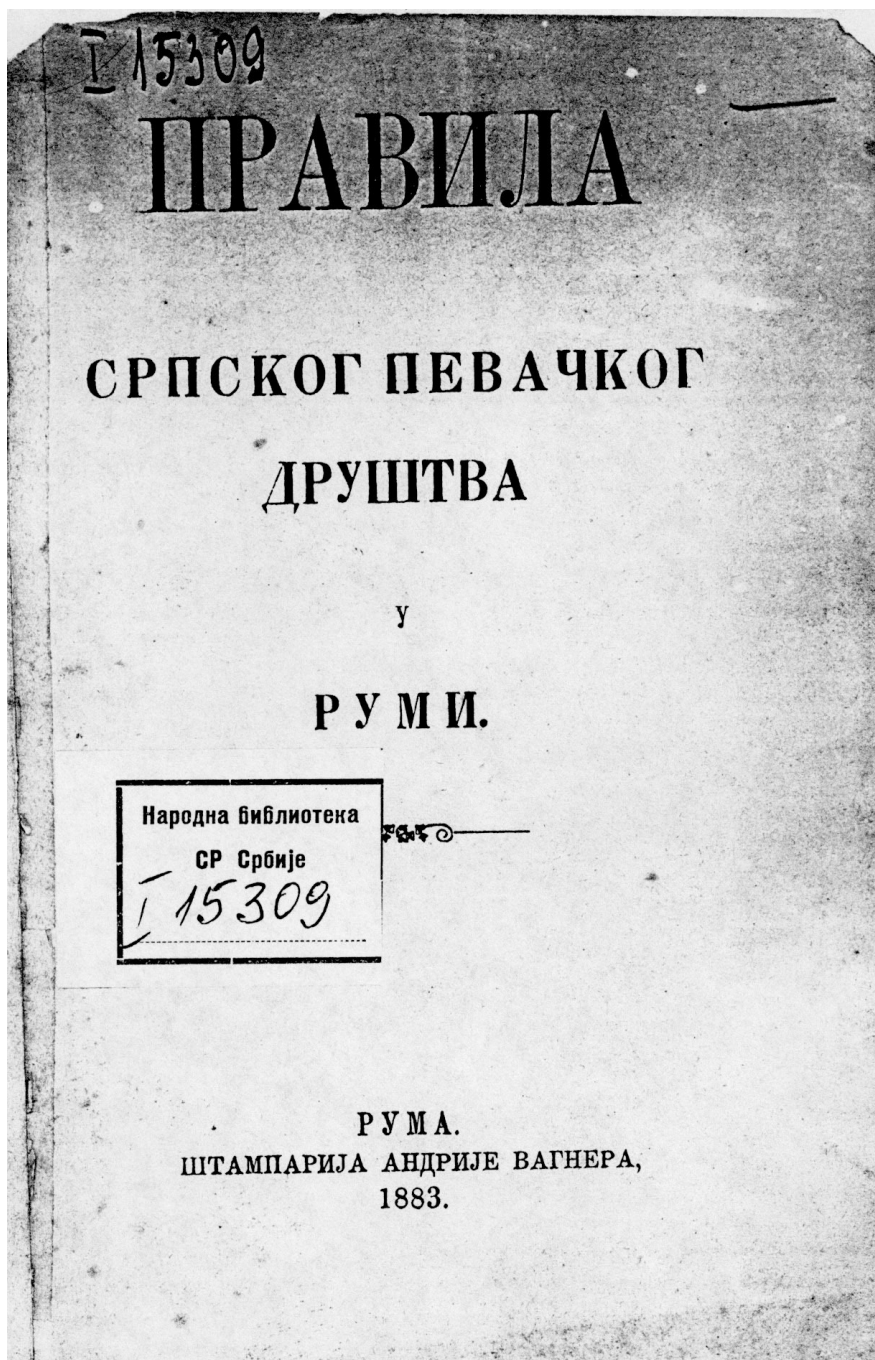 I 15309
ПРАВИЛА
СРПСКОГ ПЕВАЧКОГ
ДРУШТВА
У
РУМИ.
Народна библиотека
СР Србије
I 15309
РУМА.
ШТАМПАРИЈА АНДРИЈЕ ВАГНЕРА,
1883.